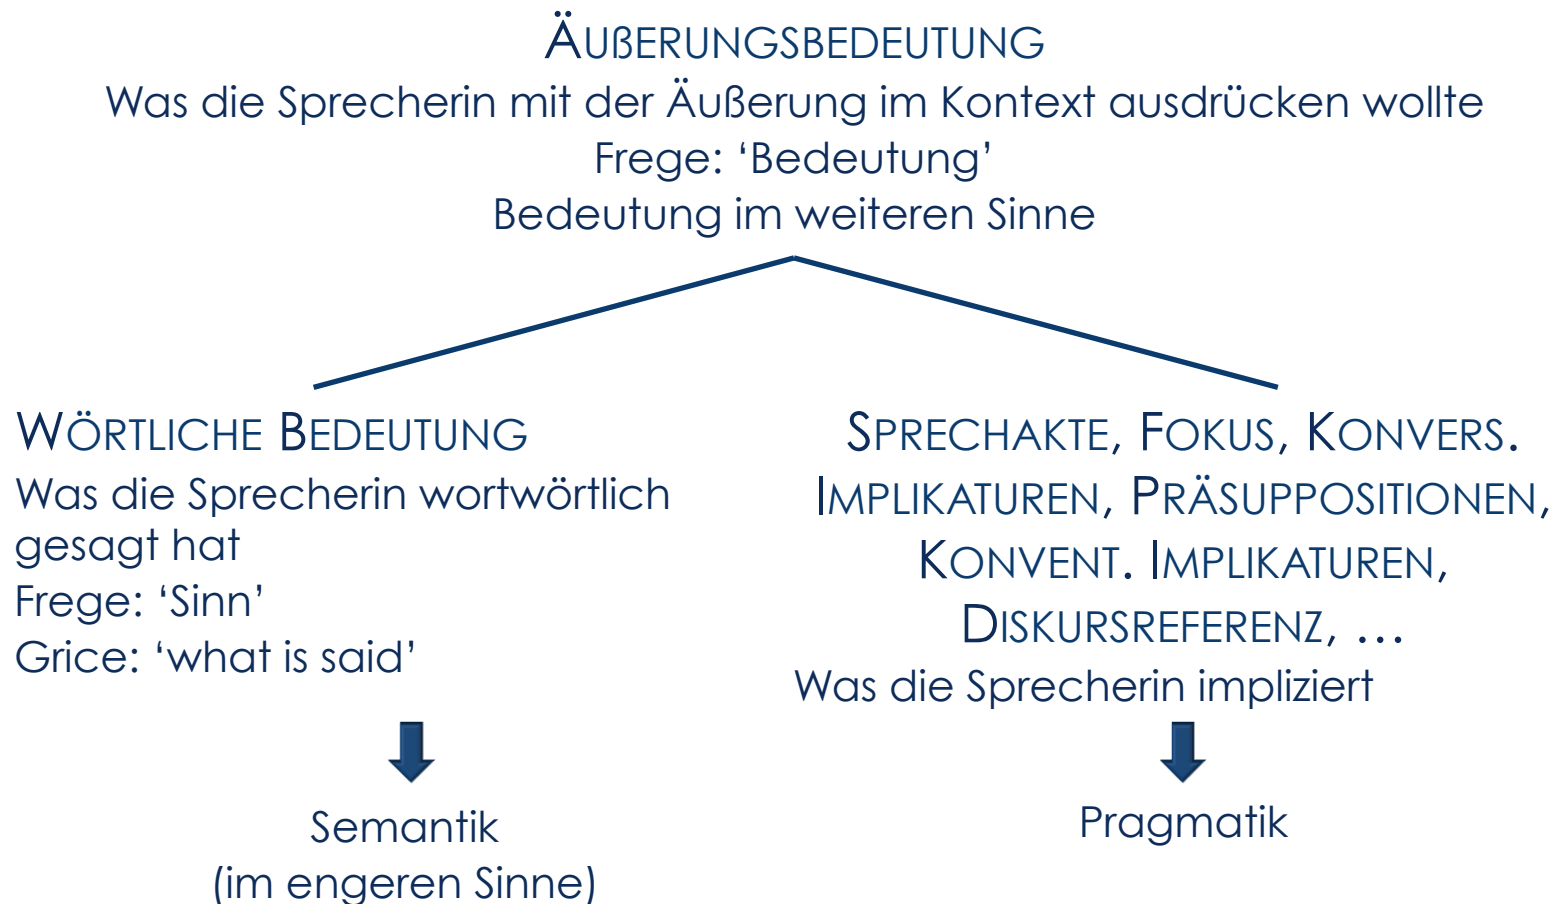 Äußerungsbedeutung
Was die Sprecherin mit der Äußerung im Kontext ausdrücken wollte
Frege: ‘Bedeutung’
Bedeutung im weiteren Sinne
Wörtliche Bedeutung
Was die Sprecherin wortwörtlich
gesagt hat
Frege: ‘Sinn’
Grice: ‘what is said’
Semantik
(im engeren Sinne)
Sprechakte, Fokus, Konvers.
Implikaturen, Präsuppositionen,
Konvent. Implikaturen,
Diskursreferenz, …
Was die Sprecherin impliziert
Pragmatik